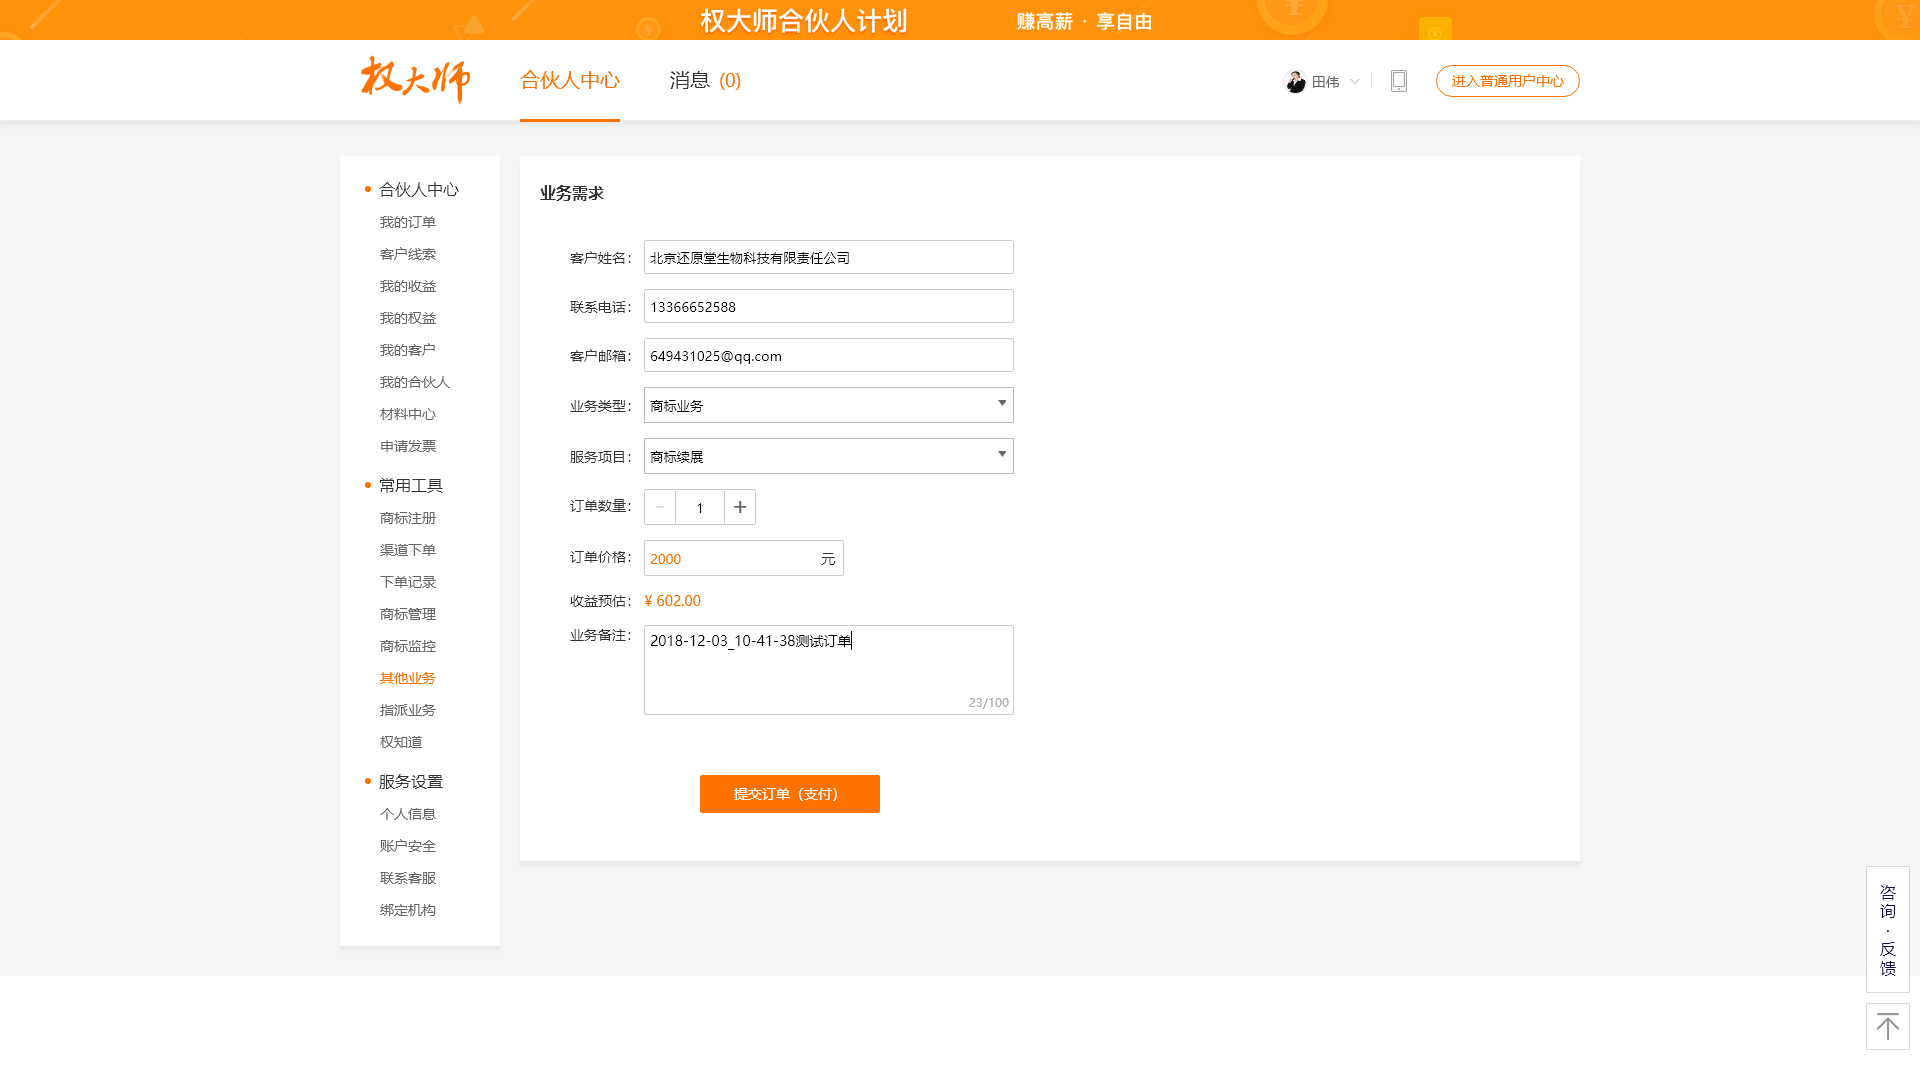 权大师合伙人计划 赚高薪 · 享自由
权大师 合伙人中心 消息 (0) 田伟 进入普通用户中心
合伙人中心
我的订单
客户线索
我的收益
我的权益
我的客户
我的合伙人
材料中心
申请发票
常用工具
商标注册
渠道下单
下单记录
商标管理
商标监控
其他业务
指派业务
权知道
服务设置
个人信息
账户安全
联系客服
绑定机构
业务需求
客户姓名： 北京还原堂生物科技有限责任公司
联系电话： 13366652588
客户邮箱： 649431025@qq.com
业务类型： 商标业务
服务项目： 商标续展
订单数量： － 1 +
订单价格： 2000 元
收益预估： ¥ 602.00
业务备注： 2018-12-03_10-41-38测试订单
23/100
提交订单（支付）
咨询·反馈